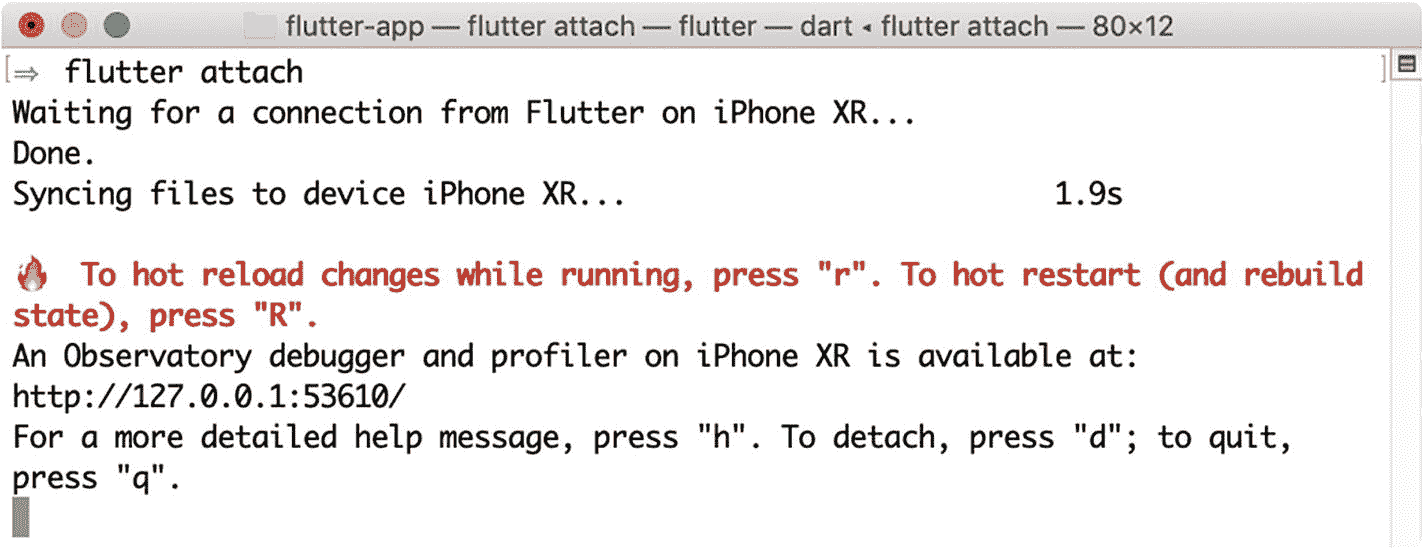 flutter-app — flutter attach — flutter — dart ◂ flutter attach — 80×12
[⇒ flutter attach ]
Waiting for a connection from Flutter on iPhone XR...
Done.
Syncing files to device iPhone XR... 1.9s
🔥 To hot reload changes while running, press "r". To hot restart (and rebuild
state), press "R".
An Observatory debugger and profiler on iPhone XR is available at:
http://127.0.0.1:53610/
For a more detailed help message, press "h". To detach, press "d"; to quit,
press "q".